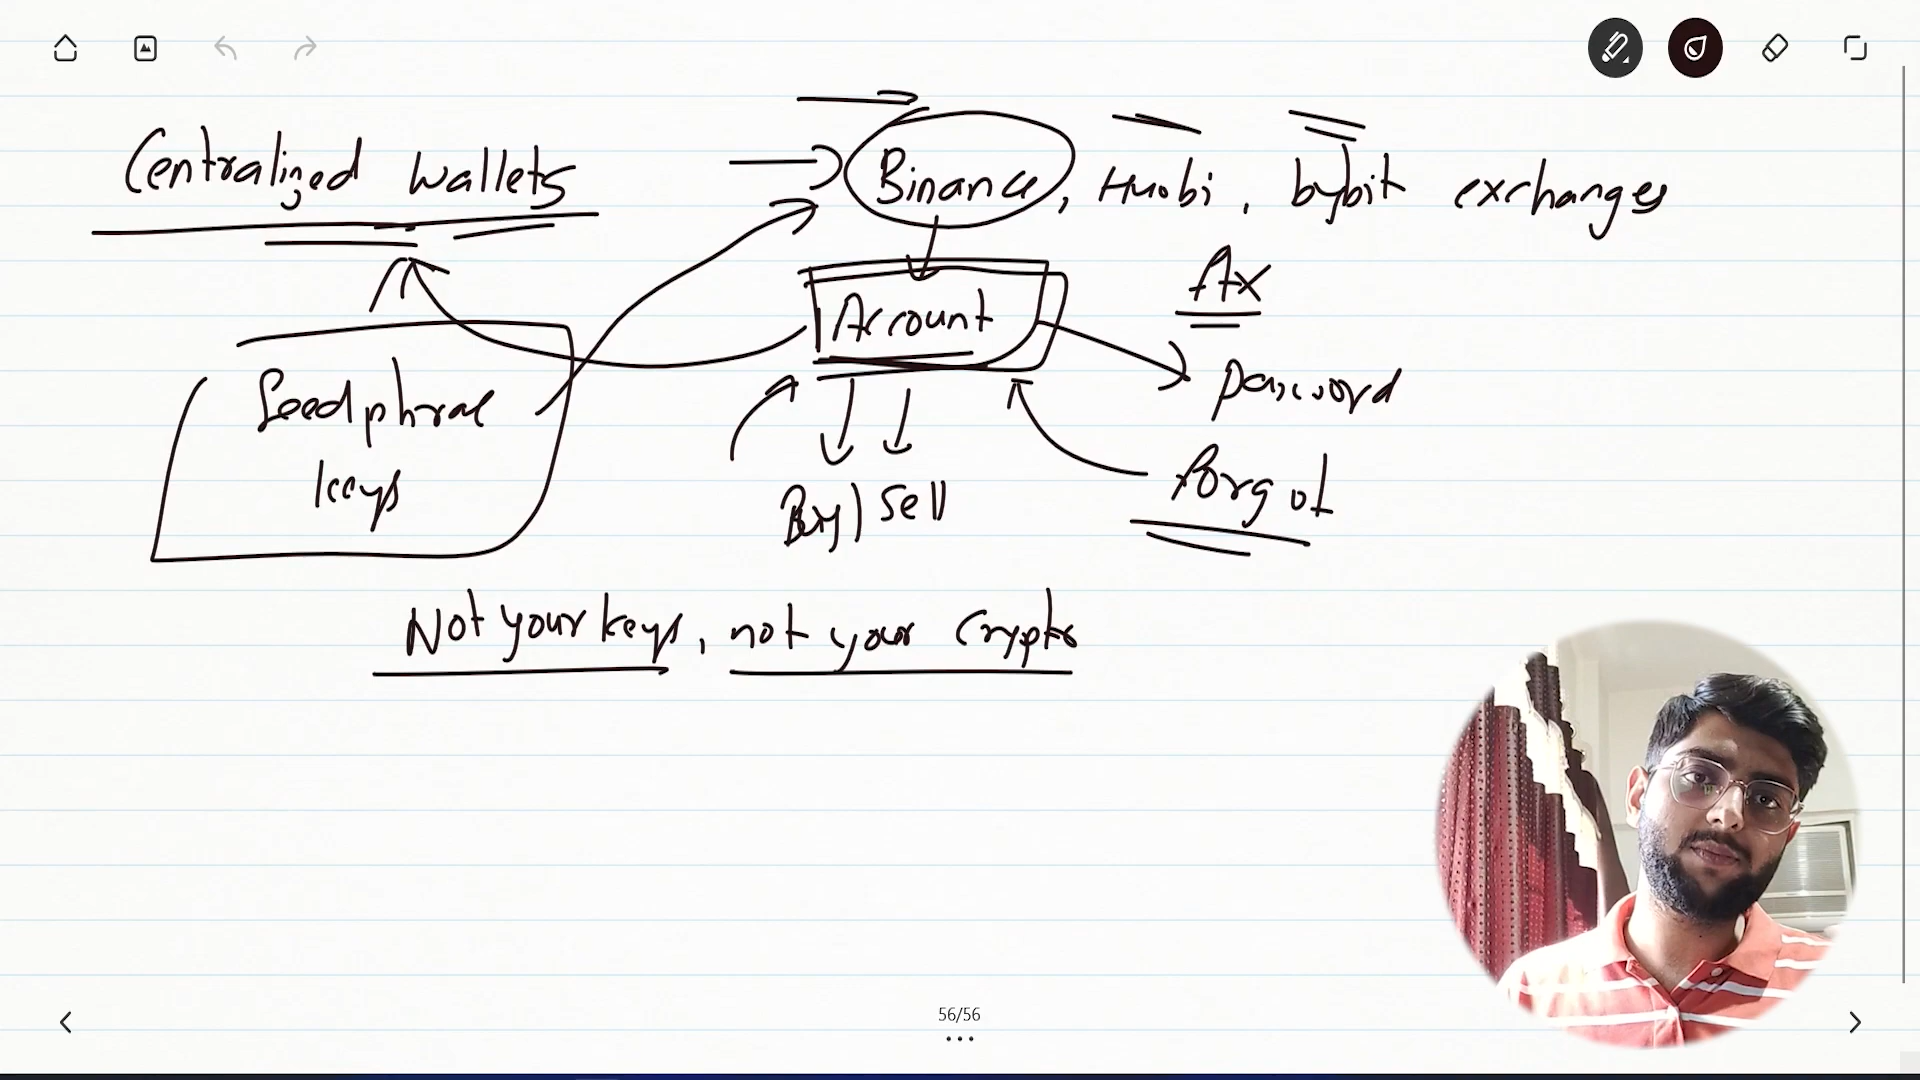 Centralized Wallets
Binance, Huobi, bybit exchanges
Account
Ax
password
Seed phrase
keys
Buy | Sell
forgot
Not your keys, not your Crypto
56/56